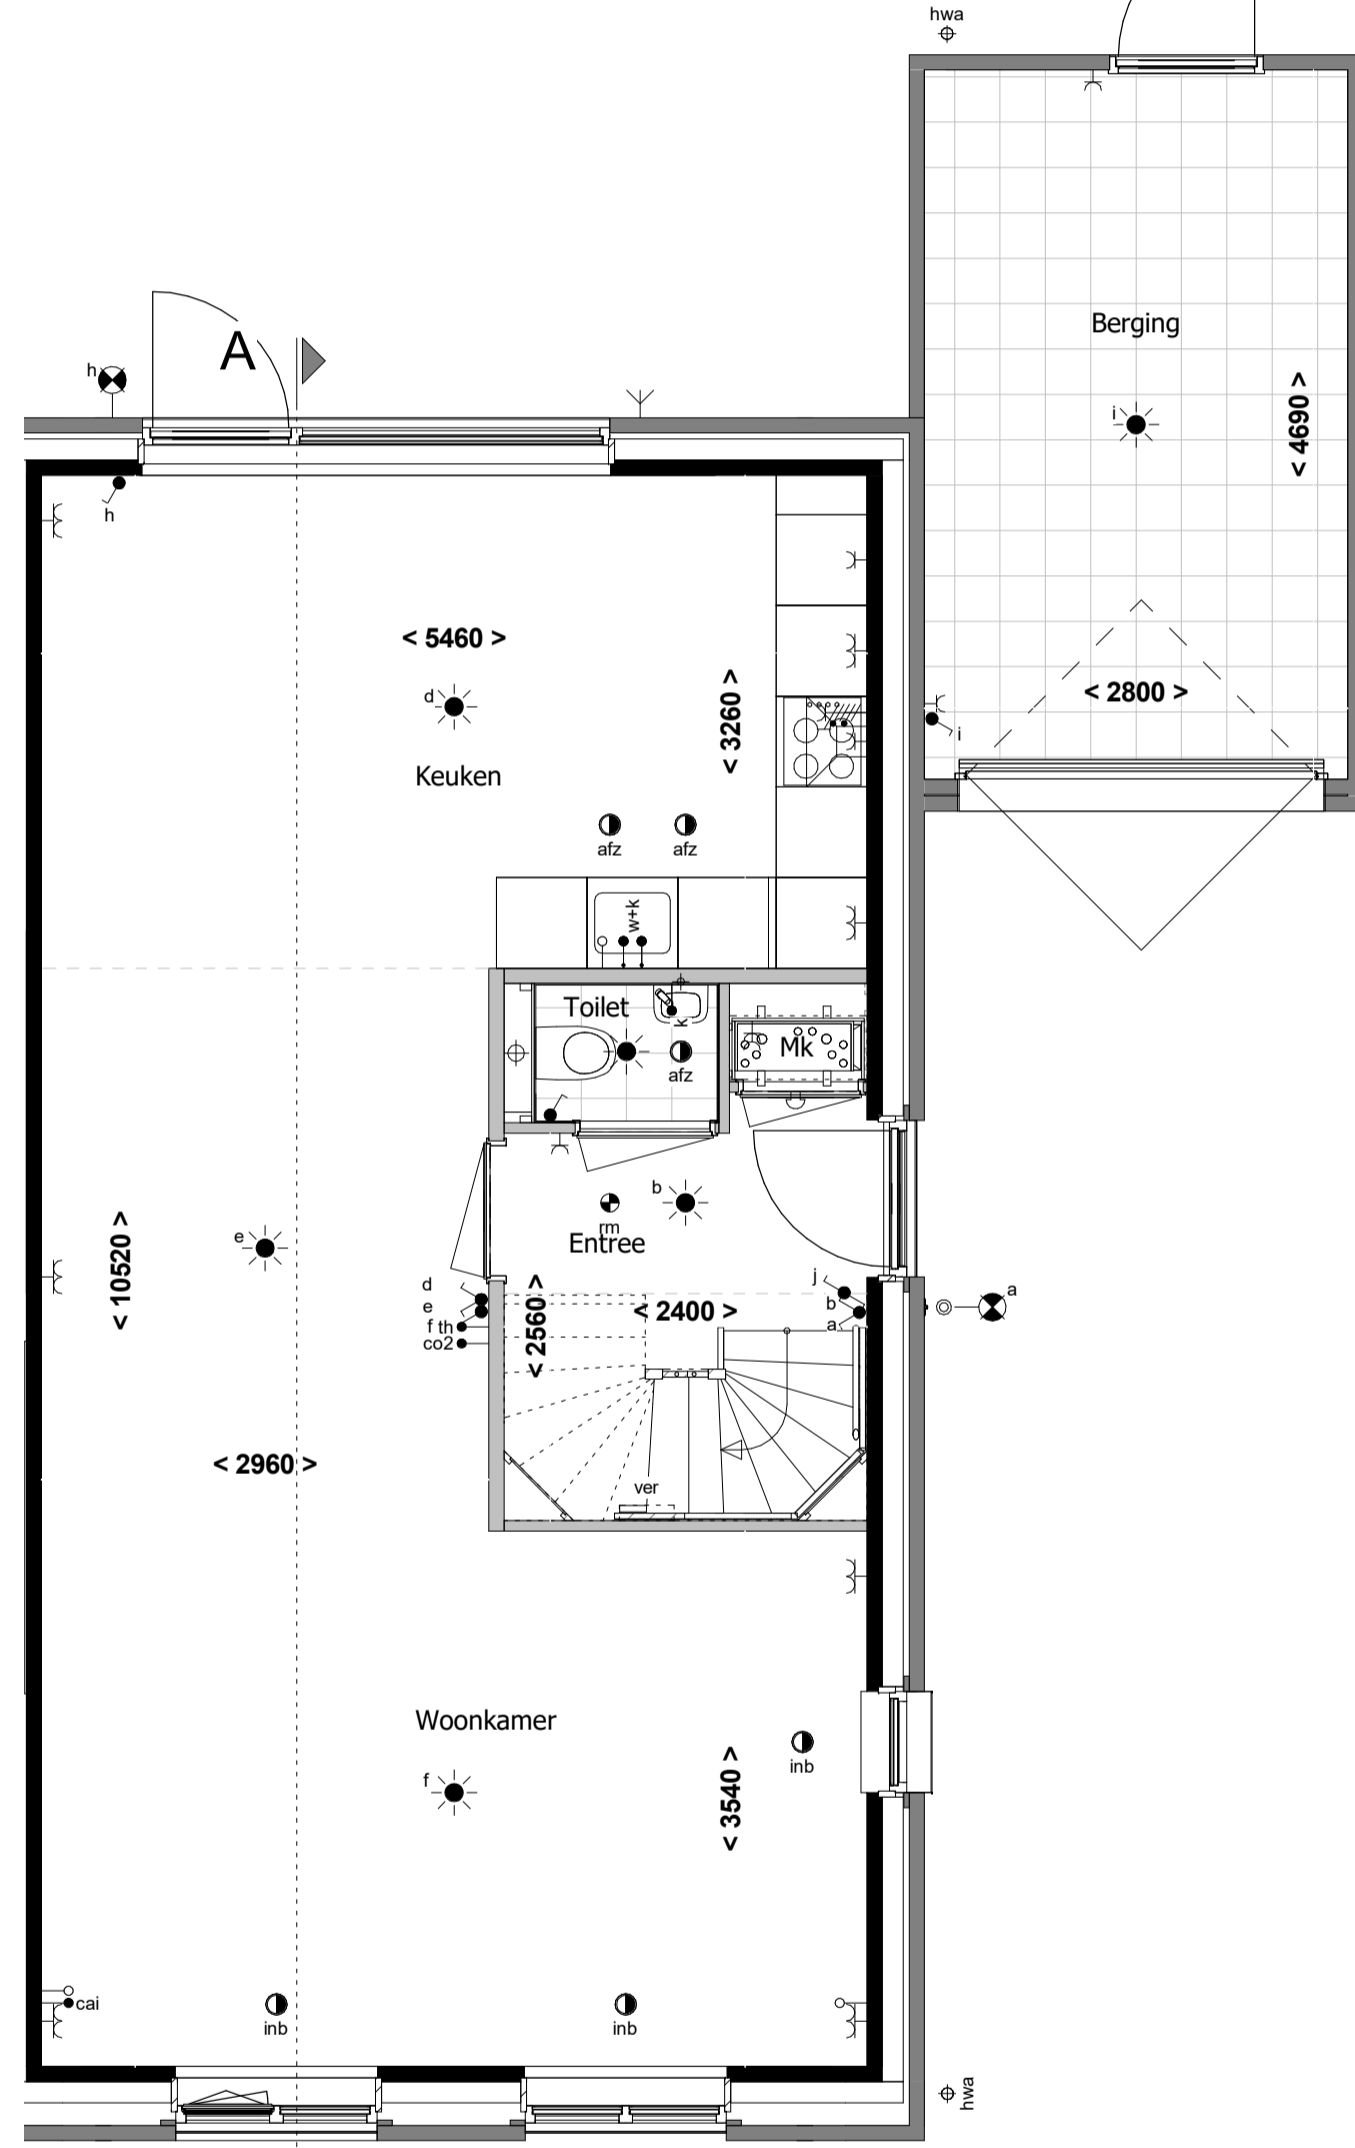 hwa
Berging
A
h
i
< 4690 >
h
< 5460 >
d
Keuken
< 3260 >
< 2800 >
i
afz
afz
w+k
Toilet
k
Mk
afz
b
rm
Entree
e
< 10520 >
d
e
f th
co2
< 2560 >
< 2400 >
j
b
a
a
< 2960 >
ver
Woonkamer
f
inb
< 3540 >
cai
inb
inb
hwa